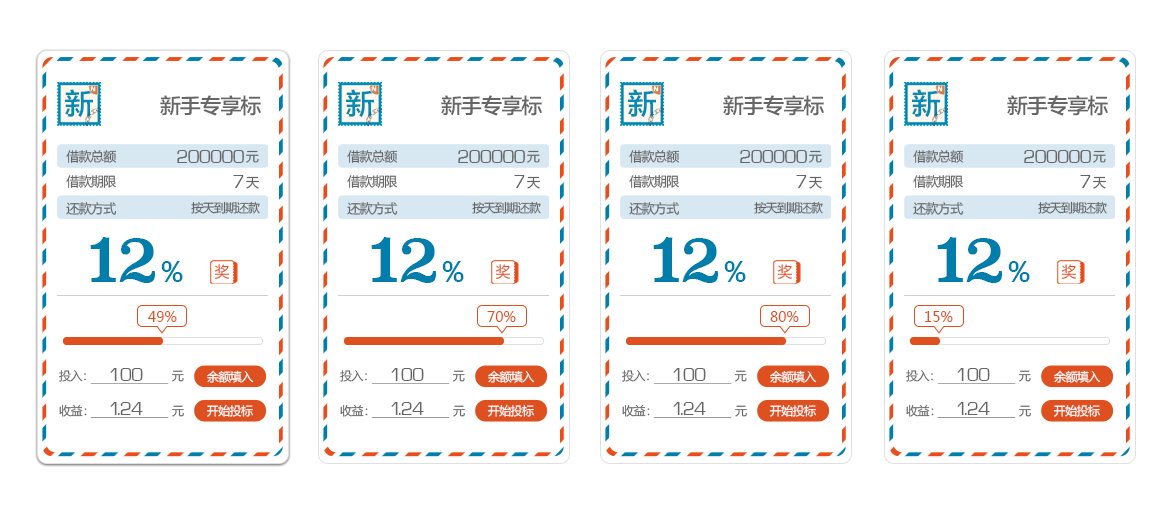 新
新手专享标
借款总额 200000元
借款期限 7天
还款方式 按天到期还款
12% 奖
49%
投入: 100 元 余额填入
收益: 1.24 元 开始投标
新
新手专享标
借款总额 200000元
借款期限 7天
还款方式 按天到期还款
12% 奖
70%
投入: 100 元 余额填入
收益: 1.24 元 开始投标
新
新手专享标
借款总额 200000元
借款期限 7天
还款方式 按天到期还款
12% 奖
80%
投入: 100 元 余额填入
收益: 1.24 元 开始投标
新
新手专享标
借款总额 200000元
借款期限 7天
还款方式 按天到期还款
12% 奖
15%
投入: 100 元 余额填入
收益: 1.24 元 开始投标